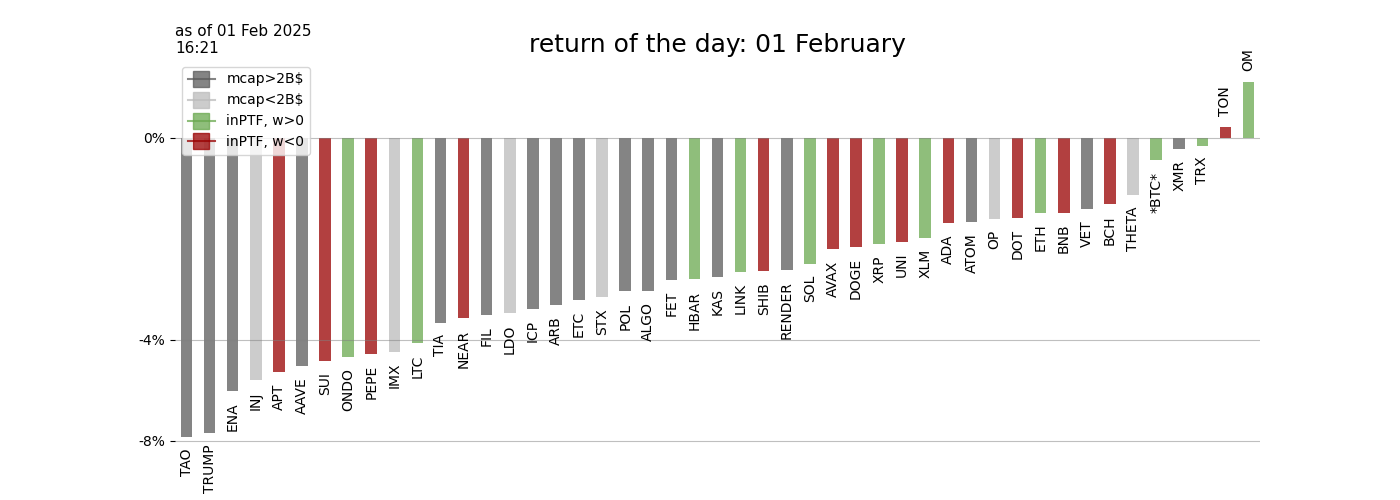 as of 01 Feb 2025
16:21
return of the day: 01 February
mcap>2B$
mcap<2B$
inPTF, w>0
inPTF, w<0
0%
-4%
-8%
TAO
TRUMP
ENA
INJ
APT
AAVE
SUI
ONDO
PEPE
IMX
LTC
TIA
NEAR
FIL
LDO
ICP
ARB
ETC
STX
POL
ALGO
FET
HBAR
KAS
LINK
SHIB
RENDER
SOL
AVAX
DOGE
XRP
UNI
XLM
ADA
ATOM
OP
DOT
ETH
BNB
VET
BCH
THETA
*BTC*
XMR
TRX
TON
OM